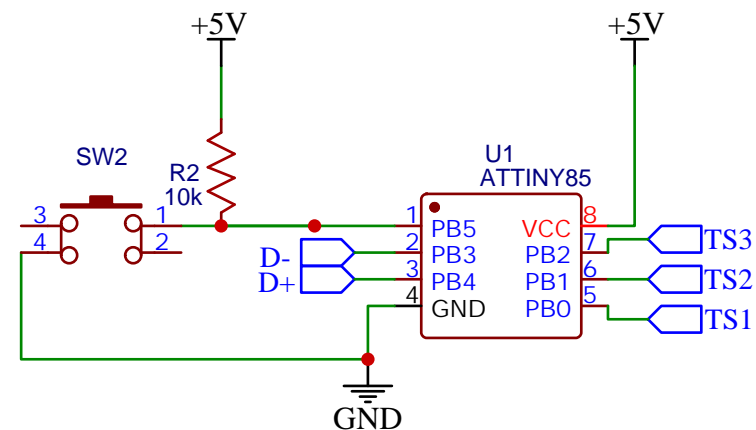 +5V
+5V
SW2
R2
10k
U1
ATTINY85
3
1
4
2
1
PB5
VCC
8
D-
2
PB3
PB2
7
TS3
D+
3
PB4
PB1
6
TS2
4
GND
PB0
5
TS1
GND